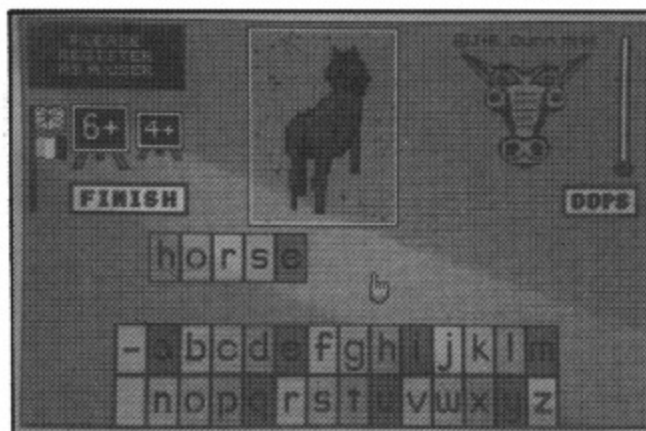 PLEASE
REGISTER
AS A USER
6+
4+
FINISH
OOPS
horse
- a b c d e f g h i j k l m
n o p q r s t u v w x y z